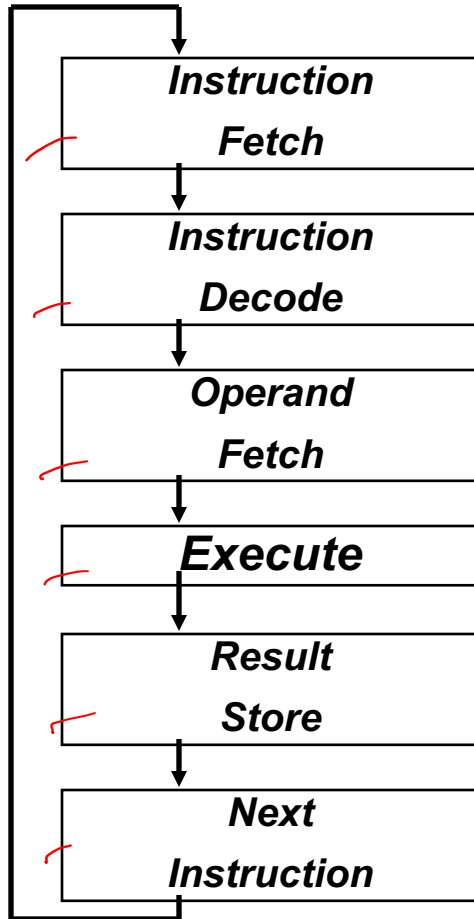 Instruction
Fetch
Instruction
Decode
Operand
Fetch
Execute
Result
Store
Next
Instruction